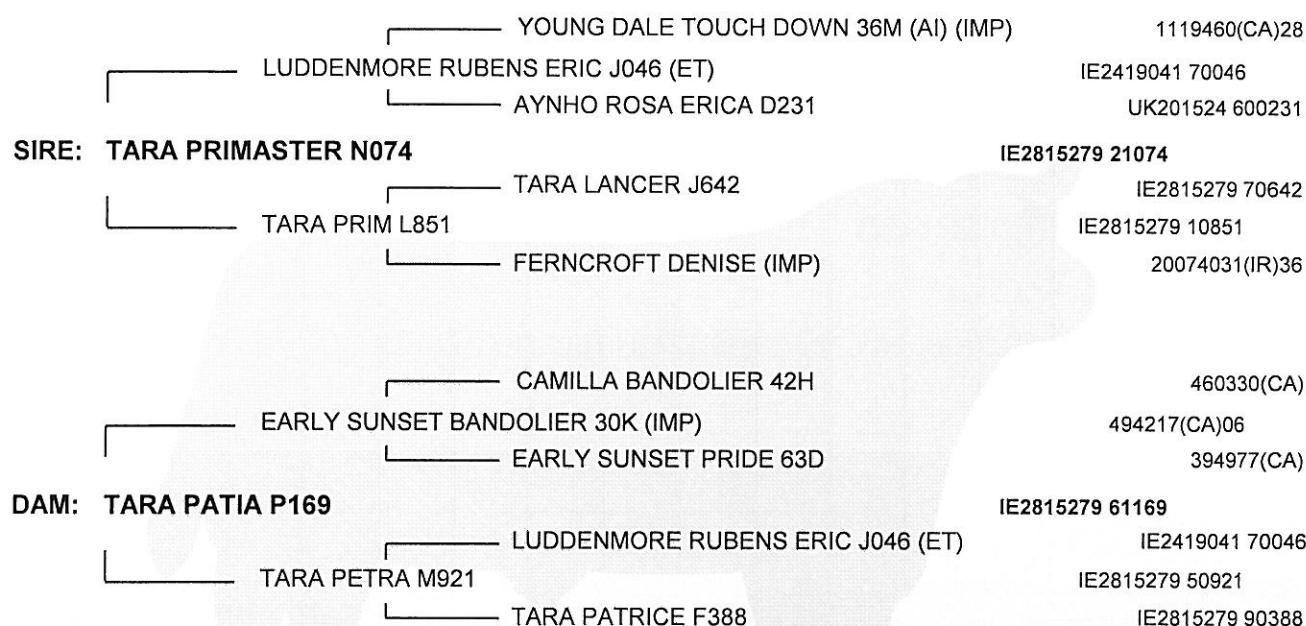 YOUNG DALE TOUCH DOWN 36M (AI) (IMP) 1119460(CA)28
LUDDENMORE RUBENS ERIC J046 (ET) IE2419041 70046
AYNHO ROSA ERICA D231 UK201524 600231
SIRE: TARA PRIMASTER N074 IE2815279 21074
TARA LANCER J642 IE2815279 70642
TARA PRIM L851 IE2815279 10851
FERNCROFT DENISE (IMP) 20074031(IR)36
CAMILLA BANDOLIER 42H 460330(CA)
EARLY SUNSET BANDOLIER 30K (IMP) 494217(CA)06
EARLY SUNSET PRIDE 63D 394977(CA)
DAM: TARA PATIA P169 IE2815279 61169
LUDDENMORE RUBENS ERIC J046 (ET) IE2419041 70046
TARA PETRA M921 IE2815279 50921
TARA PATRICE F388 IE2815279 90388